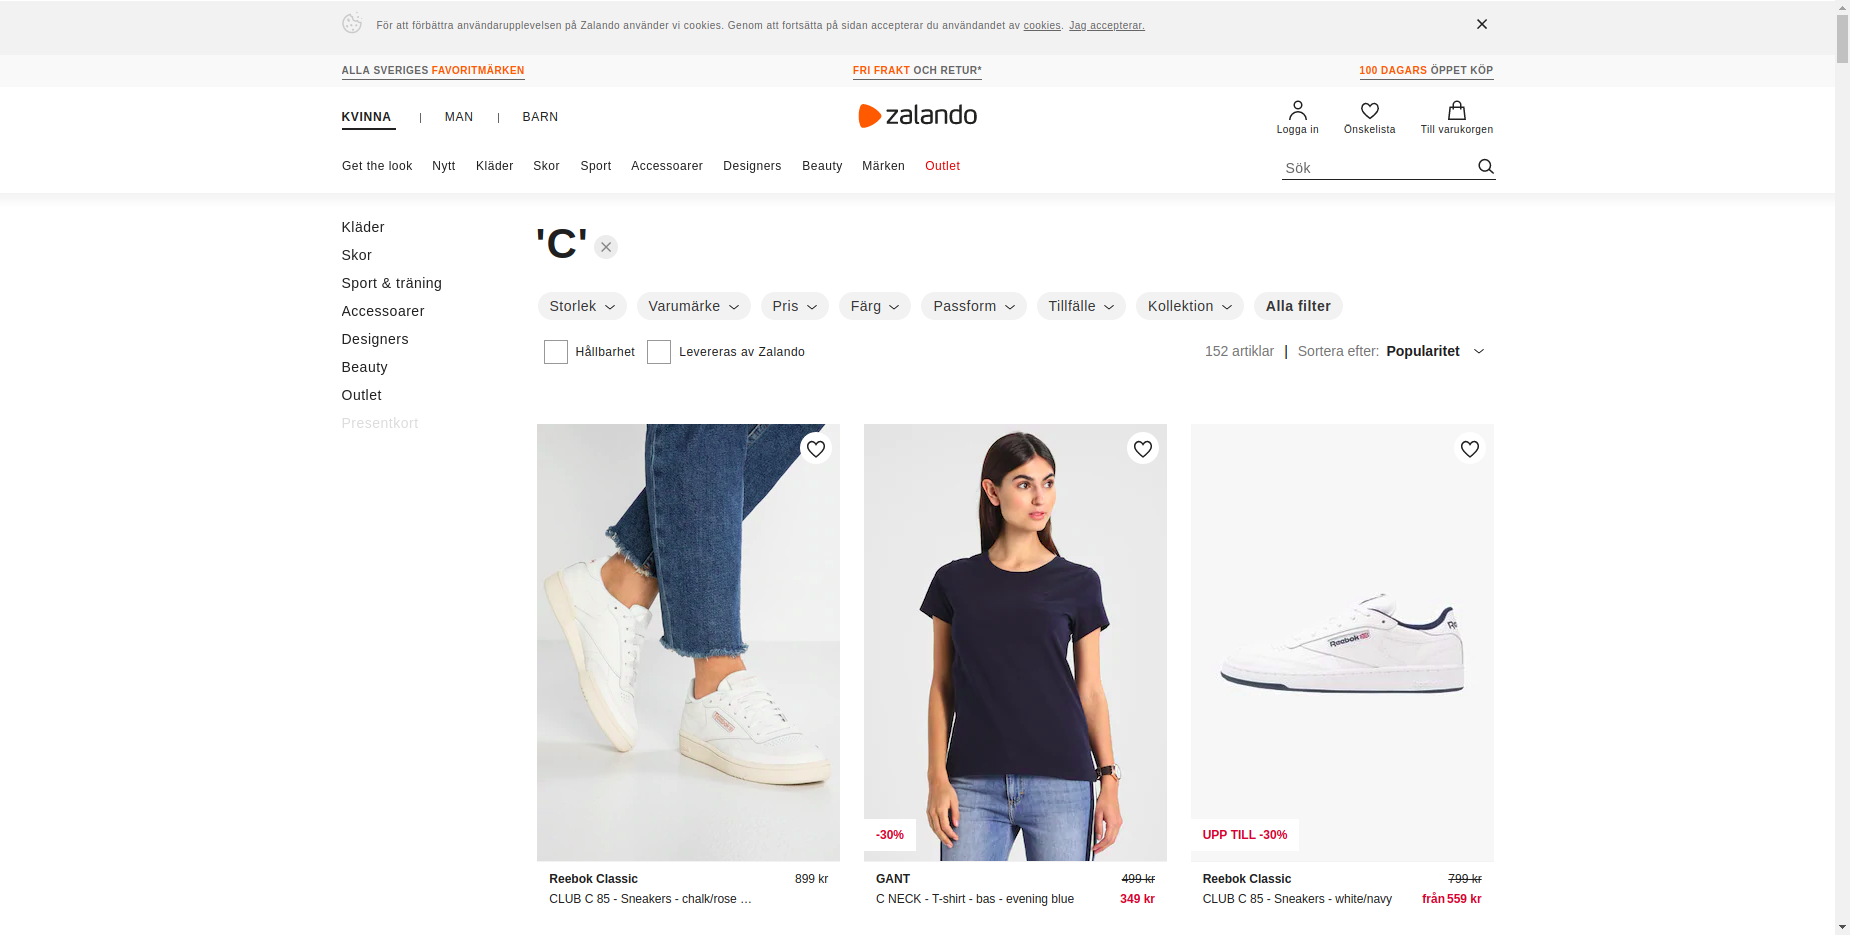 För att förbättra användarupplevelsen på Zalando använder vi cookies. Genom att fortsätta på sidan accepterar du användandet av cookies. Jag accepterar.
ALLA SVERIGES FAVORITMÄRKEN
FRI FRAKT OCH RETUR*
100 DAGARS ÖPPET KÖP
KVINNA | MAN | BARN
zalando
Logga in
Önskelista
Till varukorgen
Get the look Nytt Kläder Skor Sport Accessoarer Designers Beauty Märken Outlet
Sök
Kläder
Skor
Sport & träning
Accessoarer
Designers
Beauty
Outlet
Presentkort
'C'
Storlek Varumärke Pris Färg Passform Tillfälle Kollektion Alla filter
Hållbarhet Levereras av Zalando
152 artiklar | Sortera efter: Popularitet
Reebok
-30%
UPP TILL -30%
Reebok Classic 899 kr
CLUB C 85 - Sneakers - chalk/rose …
GANT 499 kr
C NECK - T-shirt - bas - evening blue 349 kr
Reebok Classic 799 kr
CLUB C 85 - Sneakers - white/navy från 559 kr